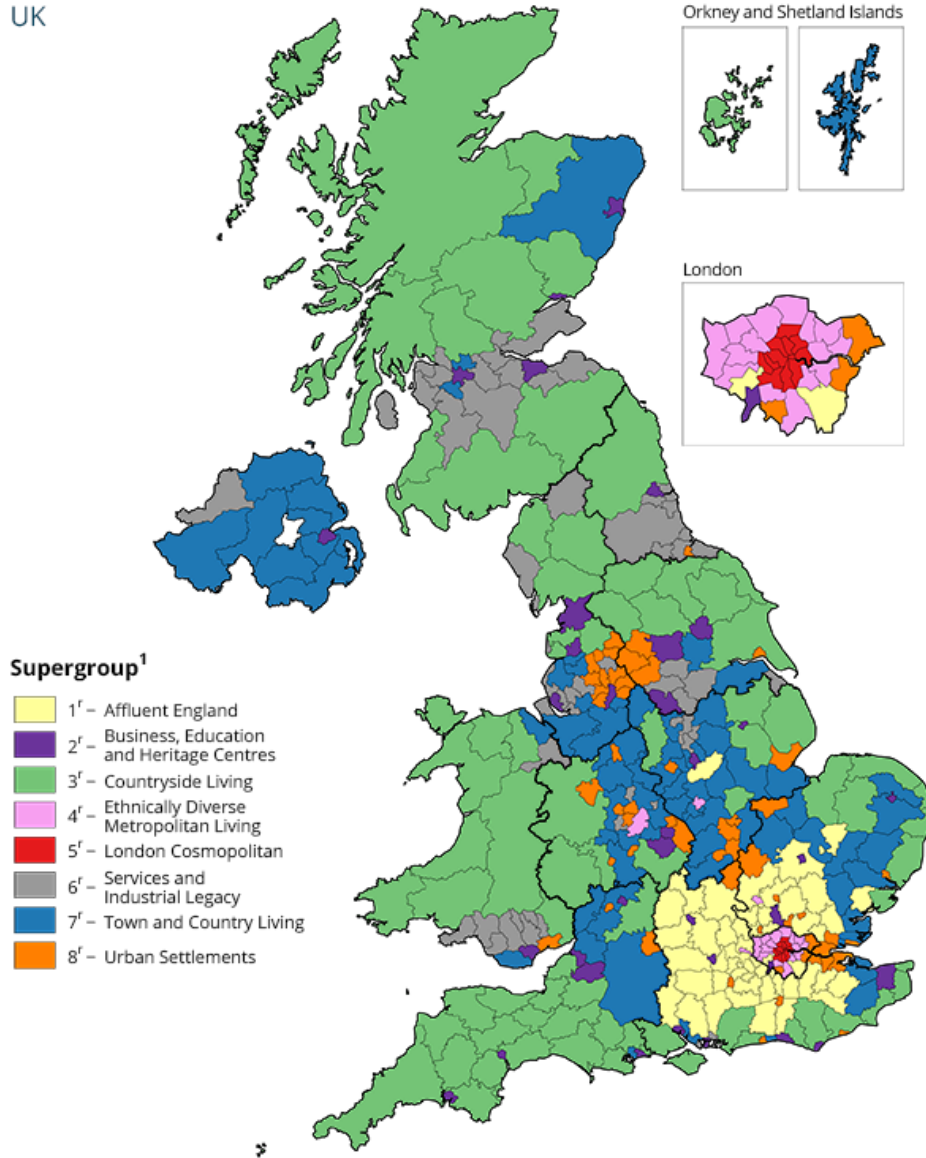 UK
Orkney and Shetland Islands
London
Supergroup¹
1ʳ – Affluent England
2ʳ – Business, Education
and Heritage Centres
3ʳ – Countryside Living
4ʳ – Ethnically Diverse
Metropolitan Living
5ʳ – London Cosmopolitan
6ʳ – Services and
Industrial Legacy
7ʳ – Town and Country Living
8ʳ – Urban Settlements